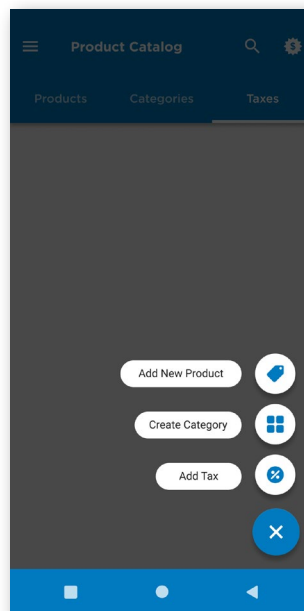 Product Catalog
Products Categories Taxes
Add New Product
Create Category
Add Tax